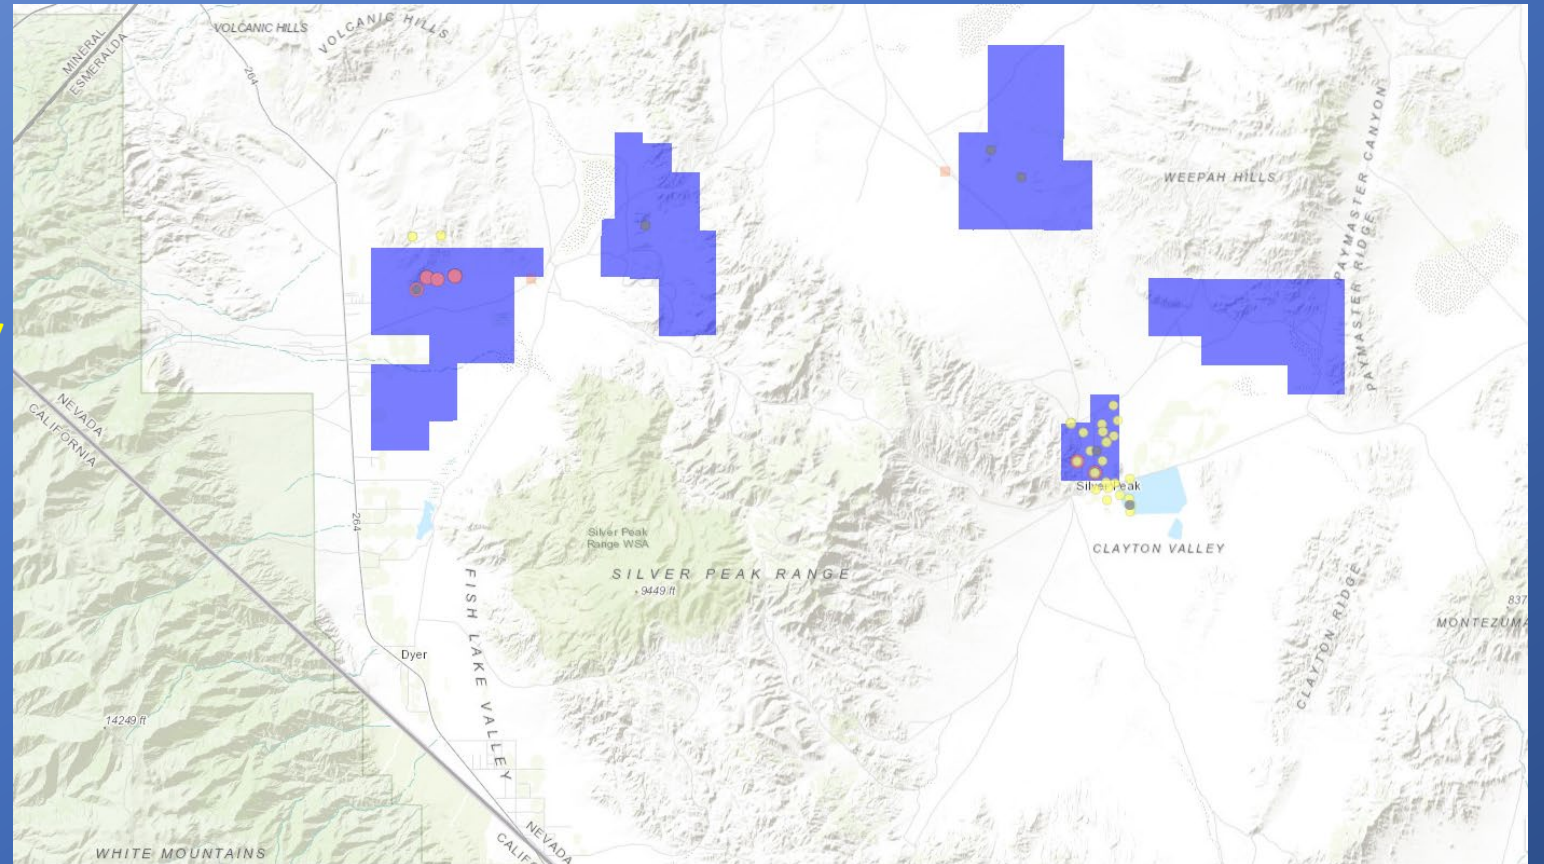 VOLCANIC HILLS
VOLCANIC HILLS
MINERAL
ESMERALDA
264
WEEPAH HILLS
PAYMASTER CANYON
PAYMASTER RIDGE
NEVADA
CALIFORNIA
264
Silver Peak
CLAYTON VALLEY
Silver Peak
Range WSA
SILVER PEAK RANGE
9449 ft
FISH LAKE VALLEY
CLAYTON RIDGE
837
MONTEZUMA
Dyer
14249 ft
NEVADA
CALIFO
WHITE MOUNTAINS